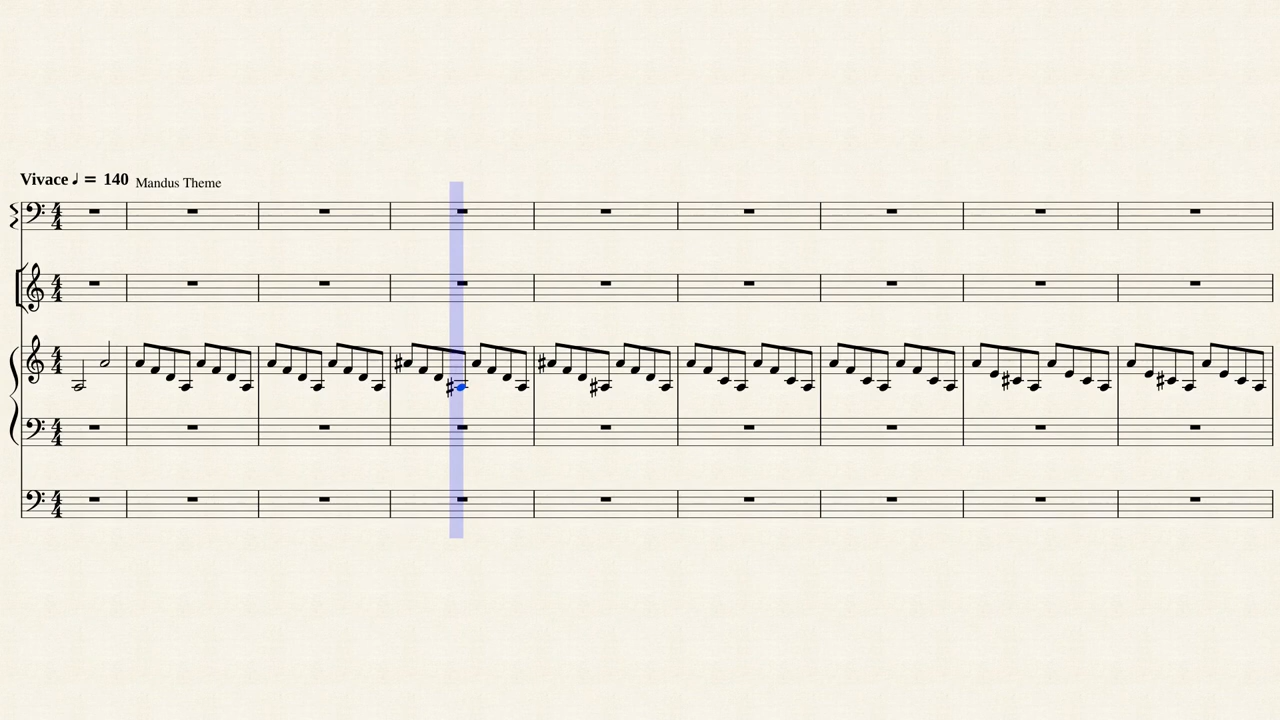 Vivace ♩ = 140 Mandus Theme